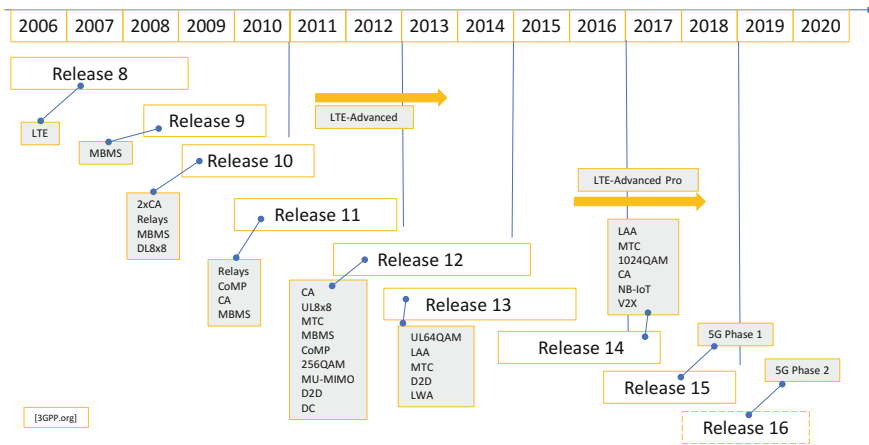 2006 2007 2008 2009 2010 2011 2012 2013 2014 2015 2016 2017 2018 2019 2020
Release 8
LTE
Release 9
MBMS
LTE-Advanced
Release 10
2xCA
Relays
MBMS
DL8x8
LTE-Advanced Pro
Release 11
Relays
CoMP
CA
MBMS
LAA
MTC
1024QAM
CA
NB-IoT
V2X
Release 12
CA
UL8x8
MTC
MBMS
CoMP
256QAM
MU-MIMO
D2D
DC
Release 13
UL64QAM
LAA
MTC
D2D
LWA
Release 14
5G Phase 1
Release 15
5G Phase 2
Release 16
[3GPP.org]